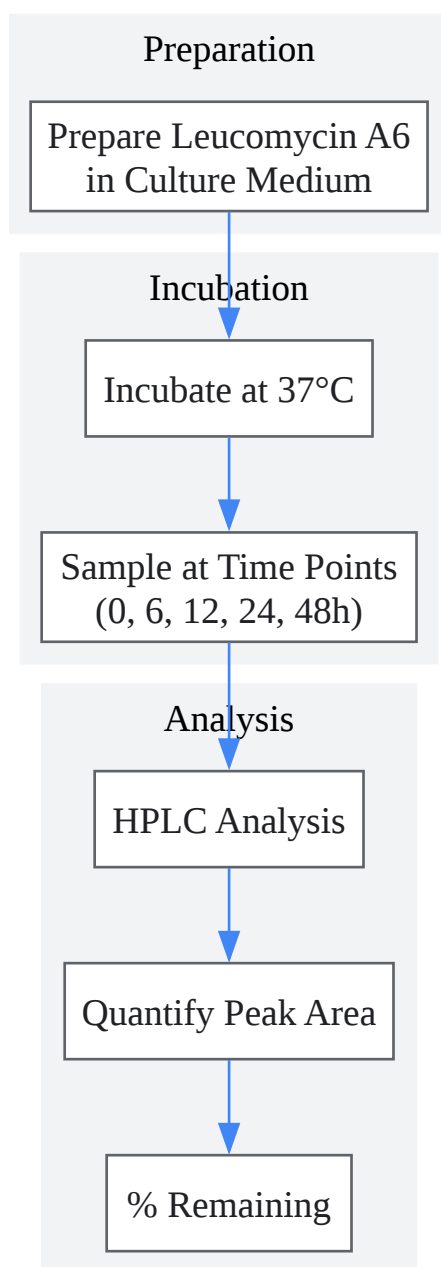 Preparation
Prepare Leucomycin A6
in Culture Medium
Incubation
Incubate at 37°C
Sample at Time Points
(0, 6, 12, 24, 48h)
Analysis
HPLC Analysis
Quantify Peak Area
% Remaining